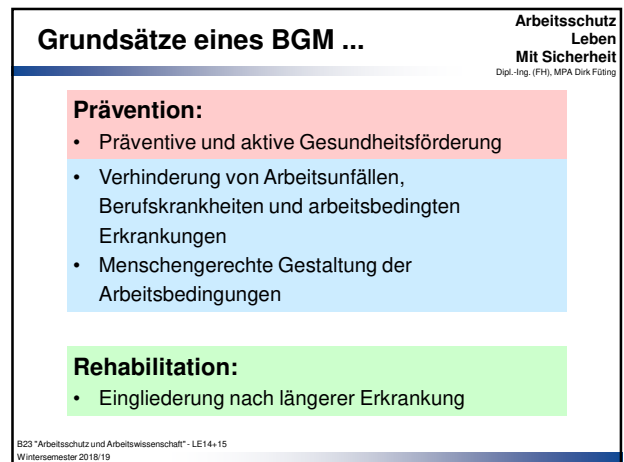 Grundsätze eines BGM ...
Arbeitsschutz
Leben
Mit Sicherheit
Dipl.-Ing. (FH), MPA Dirk Füting
Prävention:
• Präventive und aktive Gesundheitsförderung
• Verhinderung von Arbeitsunfällen,
Berufskrankheiten und arbeitsbedingten
Erkrankungen
• Menschengerechte Gestaltung der
Arbeitsbedingungen
Rehabilitation:
• Eingliederung nach längerer Erkrankung
B23 "Arbeitsschutz und Arbeitswissenschaft" - LE14+15
Wintersemester 2018/19